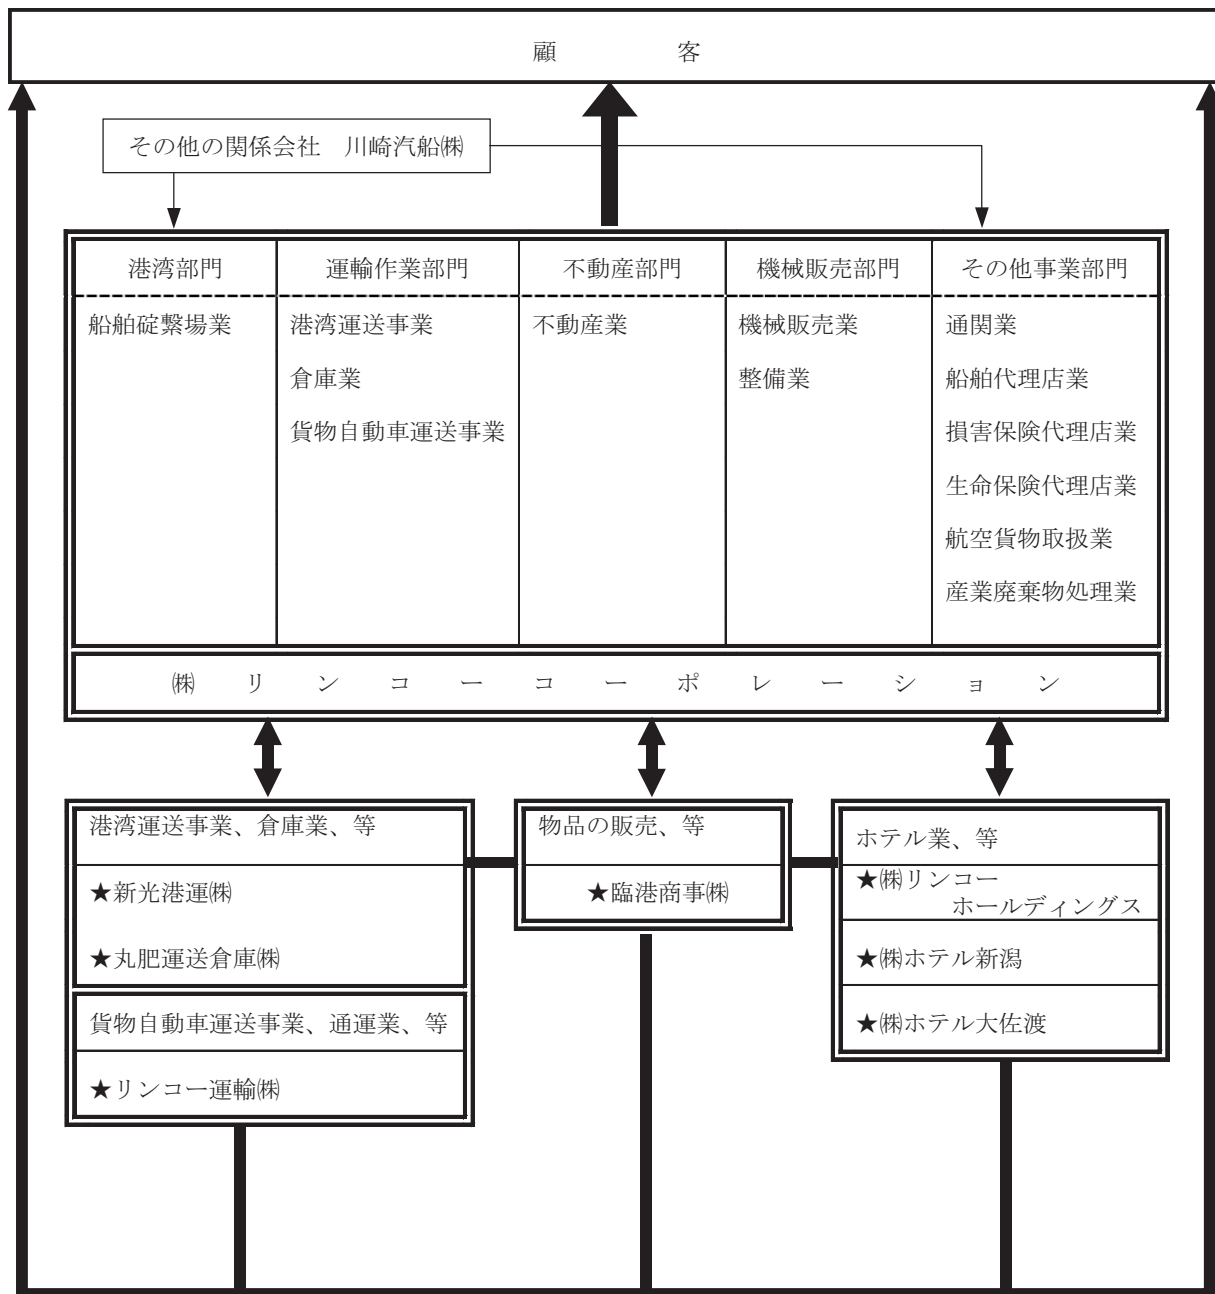 顧　　　　　客
その他の関係会社　川崎汽船㈱
港湾部門
運輸作業部門
不動産部門
機械販売部門
その他事業部門
船舶碇繋場業
港湾運送事業
倉庫業
貨物自動車運送事業
不動産業
機械販売業
整備業
通関業
船舶代理店業
損害保険代理店業
生命保険代理店業
航空貨物取扱業
産業廃棄物処理業
㈱リンコーコーポレーション
港湾運送事業、倉庫業、等
★新光港運㈱
★丸肥運送倉庫㈱
貨物自動車運送事業、通運業、等
★リンコー運輸㈱
物品の販売、等
★臨港商事㈱
ホテル業、等
★㈱リンコー
ホールディングス
★㈱ホテル新潟
★㈱ホテル大佐渡